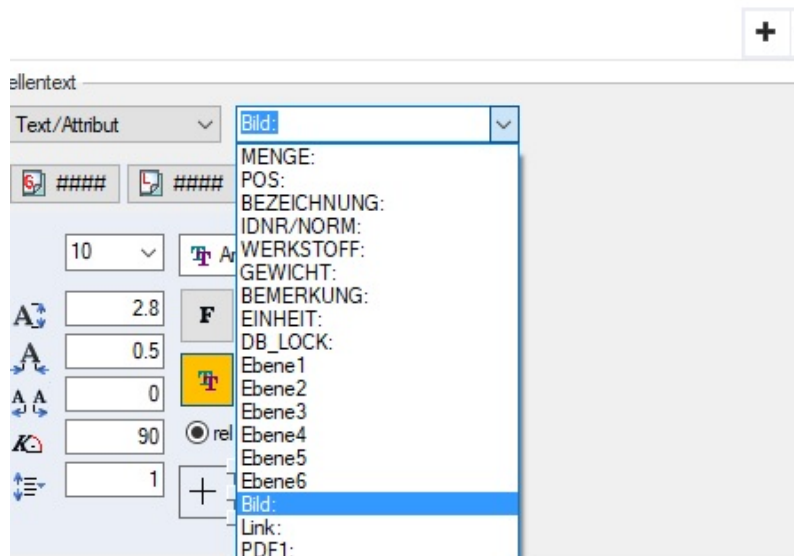 ellentext
Text/Attribut
Bild:
####
####
10
2.8
0.5
0
90
1
F
rel
MENGE:
POS:
BEZEICHNUNG:
IDNR/NORM:
WERKSTOFF:
GEWICHT:
BEMERKUNG:
EINHEIT:
DB_LOCK:
Ebene1
Ebene2
Ebene3
Ebene4
Ebene5
Ebene6
Bild:
Link:
PDF1: